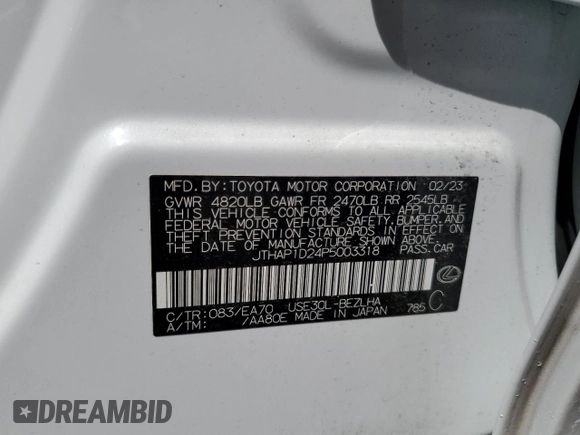 MFD.BY:TOYOTA MOTOR CORPORATION 02/23
GVWR 4820LB GAWR FR 2470LB RR 2545LB
THIS VEHICLE CONFORMS TO ALL APPLICABLE
FEDERAL MOTOR VEHICLE SAFETY, BUMPER, AND
THEFT PREVENTION STANDARDS IN EFFECT ON
THE DATE OF MANUFACTURE SHOWN ABOVE.
JTHAP1D24P5003318 PASS.CAR
C/TR:083/EA70 USE30L-BEZLHA 785 C
A/TM: /AA80E MADE IN JAPAN
DREAMBID